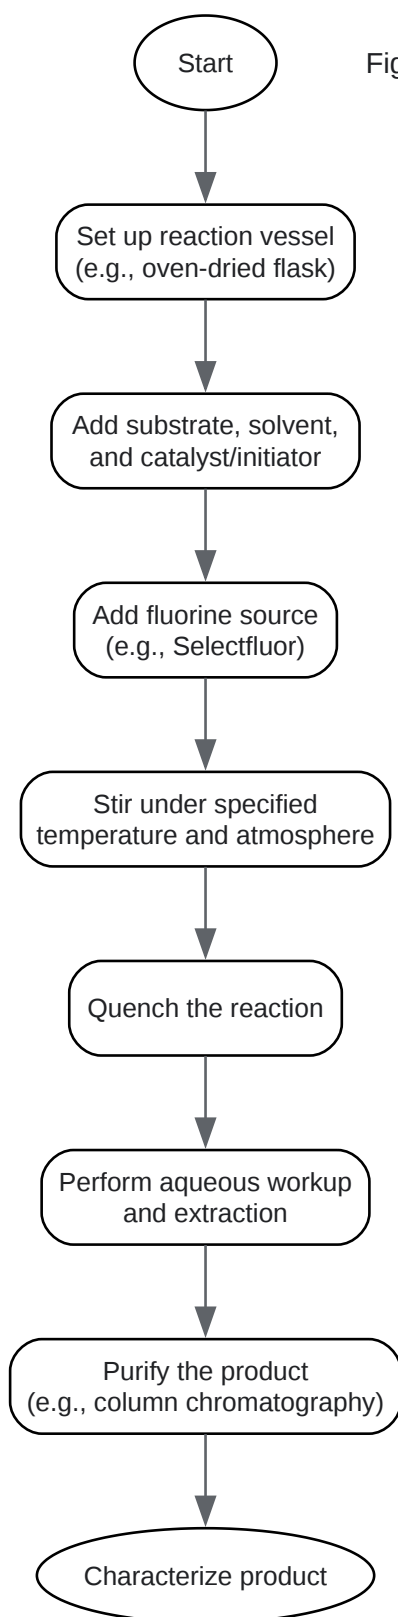 Start
Fig
Set up reaction vessel
(e.g., oven-dried flask)
Add substrate, solvent,
and catalyst/initiator
Add fluorine source
(e.g., Selectfluor)
Stir under specified
temperature and atmosphere
Quench the reaction
Perform aqueous workup
and extraction
Purify the product
(e.g., column chromatography)
Characterize product